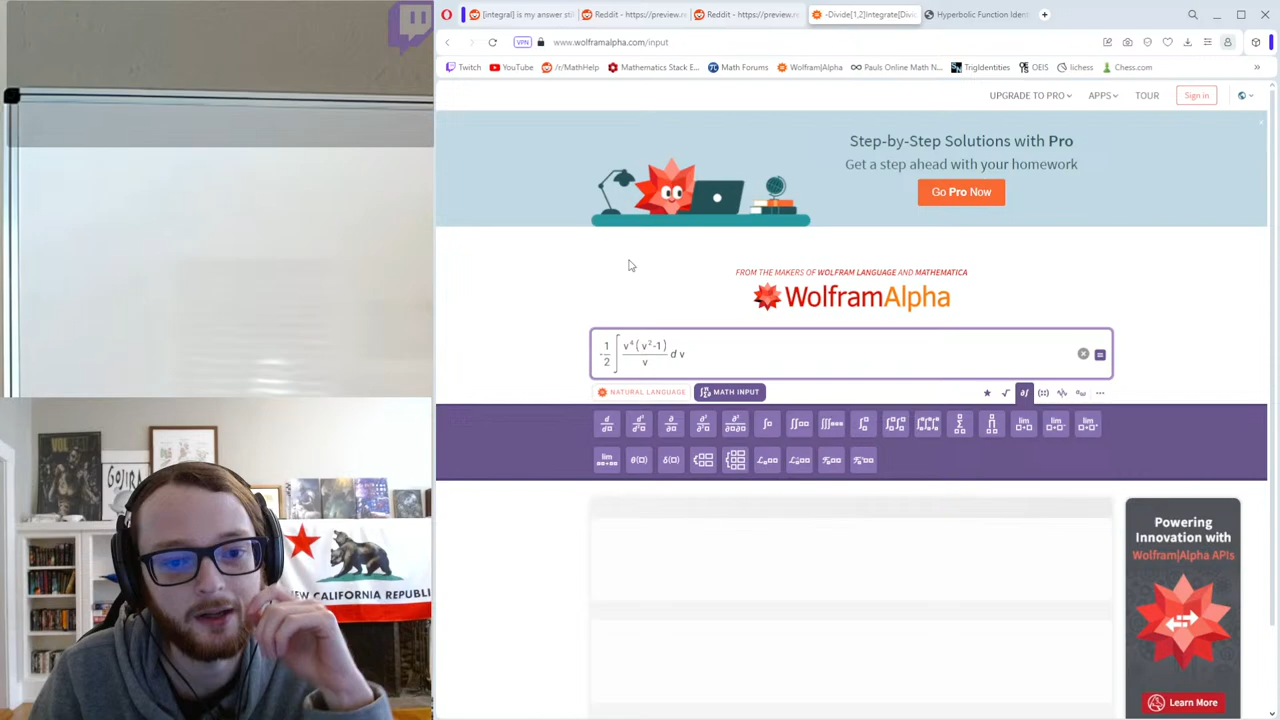 [integral] is my answer sti
Reddit - https://preview.re
Reddit - https://preview.re
-Divide[1,2]Integrate[Divid
Hyperbolic Function Iden
VPN
www.wolframalpha.com/input
Twitch
YouTube
/r/MathHelp
Mathematics Stack E...
Math Forums
Wolfram|Alpha
Pauls Online Math N...
TrigIdentities
OEIS
lichess
Chess.com
»
UPGRADE TO PRO
APPS
TOUR
Sign in
Step-by-Step Solutions with Pro
Get a step ahead with your homework
Go Pro Now
FROM THE MAKERS OF WOLFRAM LANGUAGE AND MATHEMATICA
WolframAlpha
-1/2 ∫ v⁴(v²-1)/v d v
NATURAL LANGUAGE
MATH INPUT
Powering
Innovation with
Wolfram|Alpha APIs
Learn More
VOLBEAT
GOJIRA
NEW CALIFORNIA REPUBLI